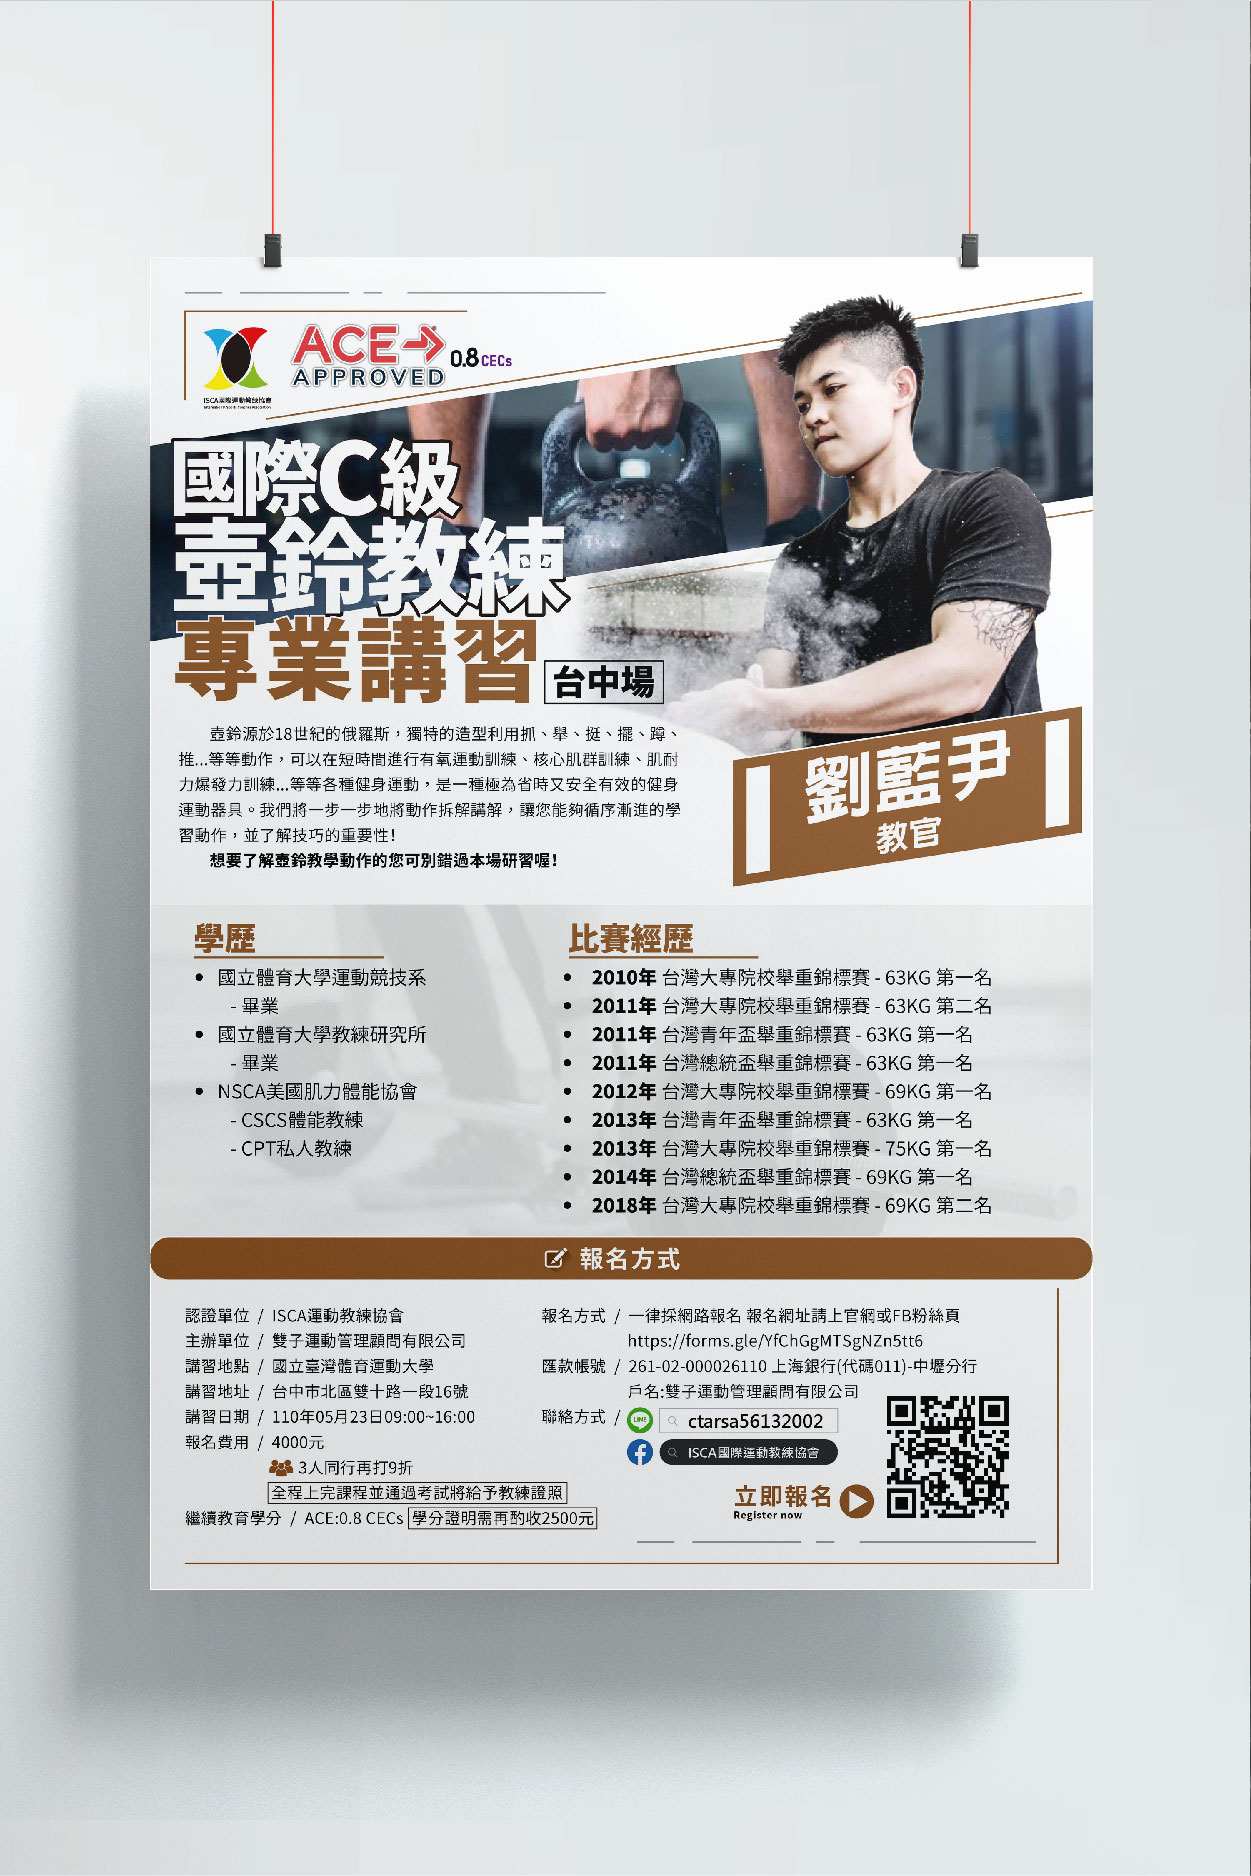 ISCA國際運動教練協會
ACE
APPROVED
0.8 CECs
國際C級
壺鈴教練
專業講習
台中場
壺鈴源於18世紀的俄羅斯，獨特的造型利用抓、舉、挺、擺、蹲、
推...等等動作，可以在短時間進行有氧運動訓練、核心肌群訓練、肌耐
力爆發力訓練...等等各種健身運動，是一種極為省時又安全有效的健身
運動器具。我們將一步一步地將動作拆解講解，讓您能夠循序漸進的學
習動作，並了解技巧的重要性!
想要了解壺鈴教學動作的您可別錯過本場研習喔!
劉藍尹
教官
學歷
• 國立體育大學運動競技系
- 畢業
• 國立體育大學教練研究所
- 畢業
• NSCA美國肌力體能協會
- CSCS體能教練
- CPT私人教練
比賽經歷
• 2010年 台灣大專院校舉重錦標賽 - 63KG 第一名
• 2011年 台灣大專院校舉重錦標賽 - 63KG 第二名
• 2011年 台灣青年盃舉重錦標賽 - 63KG 第一名
• 2011年 台灣總統盃舉重錦標賽 - 63KG 第一名
• 2012年 台灣大專院校舉重錦標賽 - 69KG 第一名
• 2013年 台灣青年盃舉重錦標賽 - 63KG 第一名
• 2013年 台灣大專院校舉重錦標賽 - 75KG 第一名
• 2014年 台灣總統盃舉重錦標賽 - 69KG 第一名
• 2018年 台灣大專院校舉重錦標賽 - 69KG 第二名
報名方式
認證單位 / ISCA運動教練協會
主辦單位 / 雙子運動管理顧問有限公司
講習地點 / 國立臺灣體育運動大學
講習地址 / 台中市北區雙十路一段16號
講習日期 / 110年05月23日09:00~16:00
報名費用 / 4000元
3人同行再打9折
全程上完課程並通過考試將給予教練證照
繼續教育學分 / ACE:0.8 CECs 學分證明需再酌收2500元
報名方式 / 一律採網路報名 報名網址請上官網或FB粉絲頁
https://forms.gle/YfChGgMTSgNZn5tt6
匯款帳號 / 261-02-000026110 上海銀行(代碼011)-中壢分行
戶名:雙子運動管理顧問有限公司
聯絡方式 / LINE ctarsa56132002
ISCA國際運動教練協會
立即報名
Register now